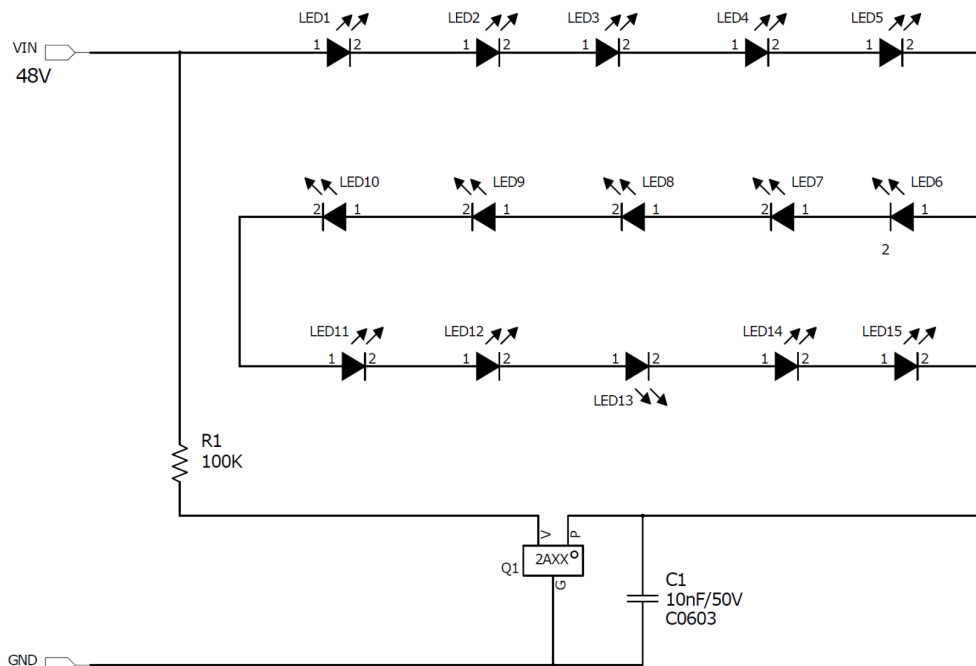 LED1 LED2 LED3 LED4 LED5
VIN 1 2 1 2 1 2 1 2 1 2
48V
LED10 LED9 LED8 LED7 LED6
2 1 2 1 2 1 2 1 1
2
LED11 LED12 LED14 LED15
1 2 1 2 1 2 1 2 1 2
LED13
R1
100K
V P
2AXX
Q1
G
C1
10nF/50V
C0603
GND